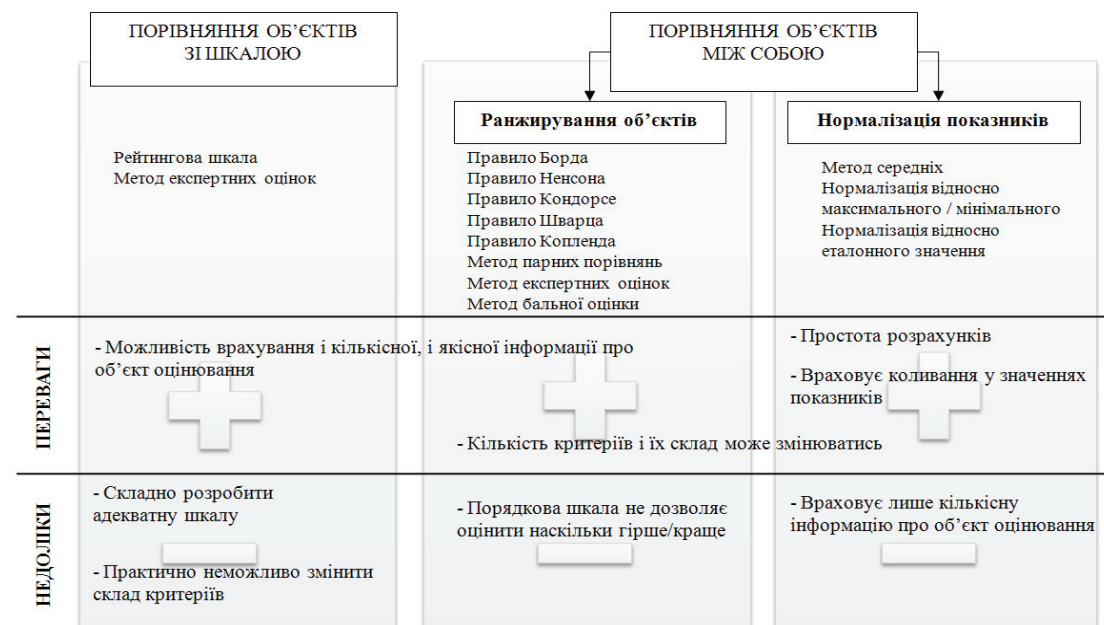 ПОРІВНЯННЯ ОБ’ЄКТІВ
ЗІ ШКАЛОЮ
ПОРІВНЯННЯ ОБ’ЄКТІВ
МІЖ СОБОЮ
Ранжирування об’єктів
Нормалізація показників
Рейтингова шкала
Метод експертних оцінок
Правило Борда
Правило Ненсона
Правило Кондорсе
Правило Шварца
Правило Копленда
Метод парних порівнянь
Метод експертних оцінок
Метод бальної оцінки
Метод середніх
Нормалізація відносно
максимального / мінімального
Нормалізація відносно
еталонного значення
ПЕРЕВАГИ
- Можливість врахування і кількісної, і якісної інформації про
об’єкт оцінювання
- Кількість критеріїв і їх склад може змінюватись
- Простота розрахунків
- Враховує коливання у значеннях
показників
НЕДОЛІКИ
- Складно розробити
адекватну шкалу
- Практично неможливо змінити
склад критеріїв
- Порядкова шкала не дозволяє
оцінити наскільки гірше/краще
- Враховує лише кількісну
інформацію про об’єкт оцінювання